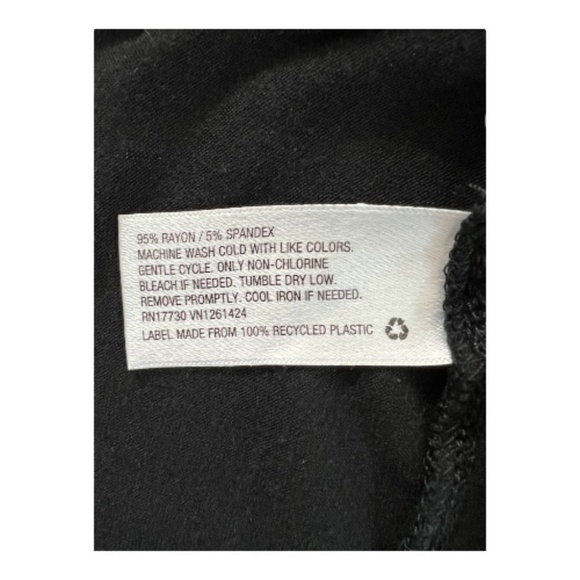 95% RAYON / 5% SPANDEX
MACHINE WASH COLD WITH LIKE COLORS.
GENTLE CYCLE. ONLY NON-CHLORINE
BLEACH IF NEEDED. TUMBLE DRY LOW.
REMOVE PROMPTLY. COOL IRON IF NEEDED.
RN17730 VN1261424
LABEL MADE FROM 100% RECYCLED PLASTIC